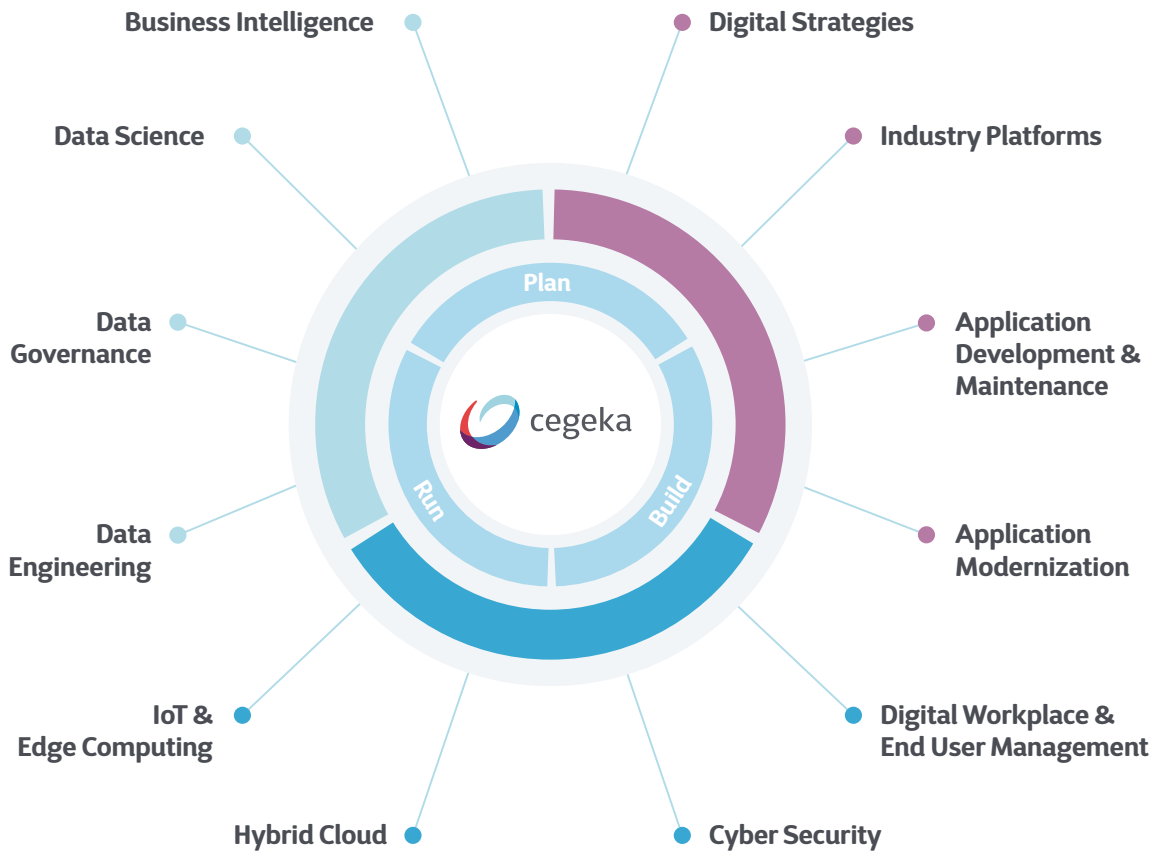 Business Intelligence
Digital Strategies
Data Science
Industry Platforms
Plan
Data
Governance
Application
Development &
Maintenance
cegeka
Run
Build
Data
Engineering
Application
Modernization
IoT &
Edge Computing
Digital Workplace &
End User Management
Hybrid Cloud
Cyber Security